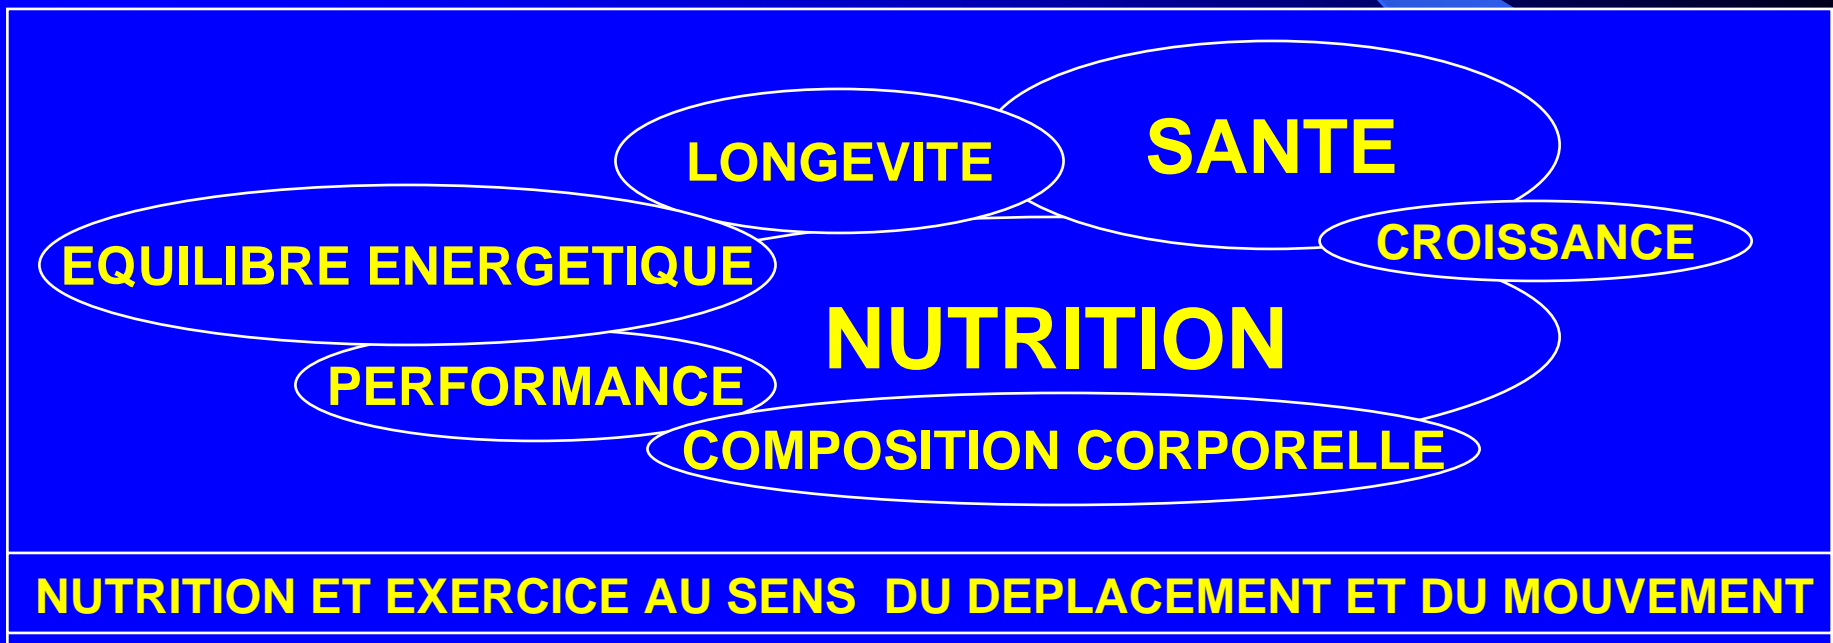 LONGEVITE
SANTE
CROISSANCE
EQUILIBRE ENERGETIQUE
NUTRITION
PERFORMANCE
COMPOSITION CORPORELLE
NUTRITION ET EXERCICE AU SENS  DU DEPLACEMENT ET DU MOUVEMENT